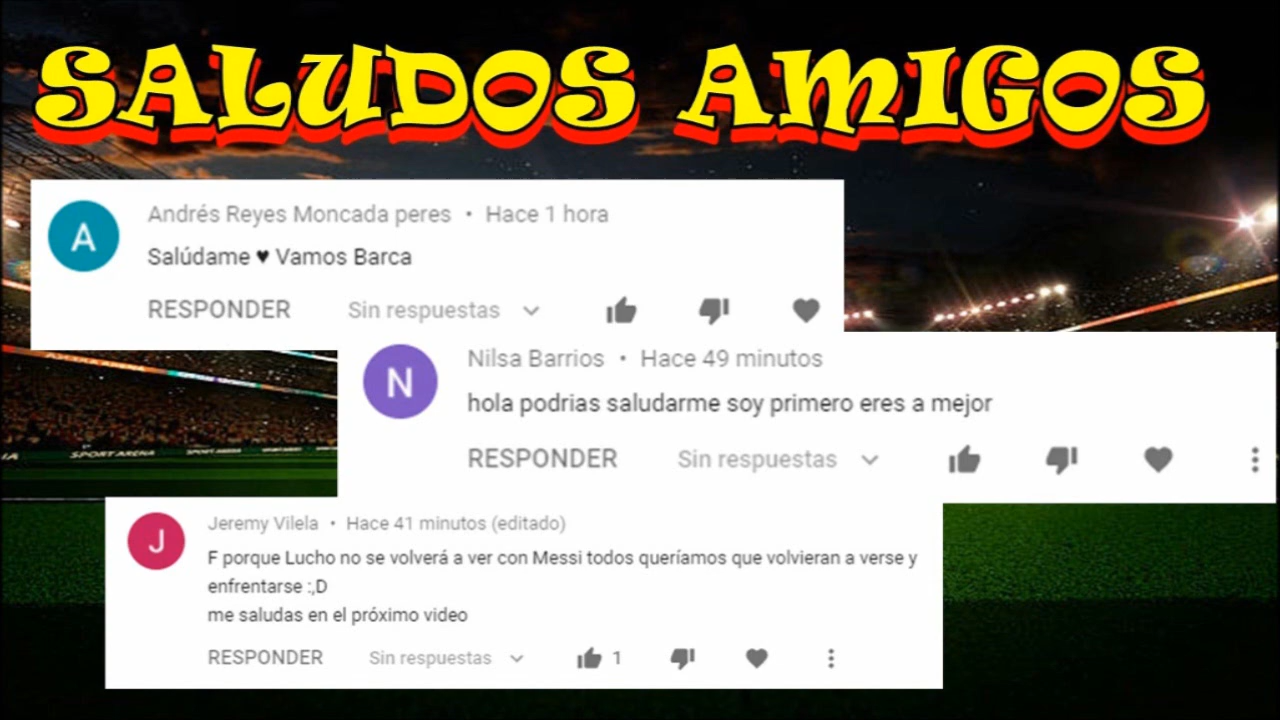 SALUDOS AMIGOS
A
Andrés Reyes Moncada peres • Hace 1 hora
Salúdame ♥ Vamos Barca
RESPONDER Sin respuestas
N
Nilsa Barrios • Hace 49 minutos
hola podrias saludarme soy primero eres a mejor
RESPONDER Sin respuestas
SPORT ARENA
J
Jeremy Vilela • Hace 41 minutos (editado)
F porque Lucho no se volverá a ver con Messi todos queríamos que volvieran a verse y
enfrentarse :,D
me saludas en el próximo video
RESPONDER Sin respuestas 1